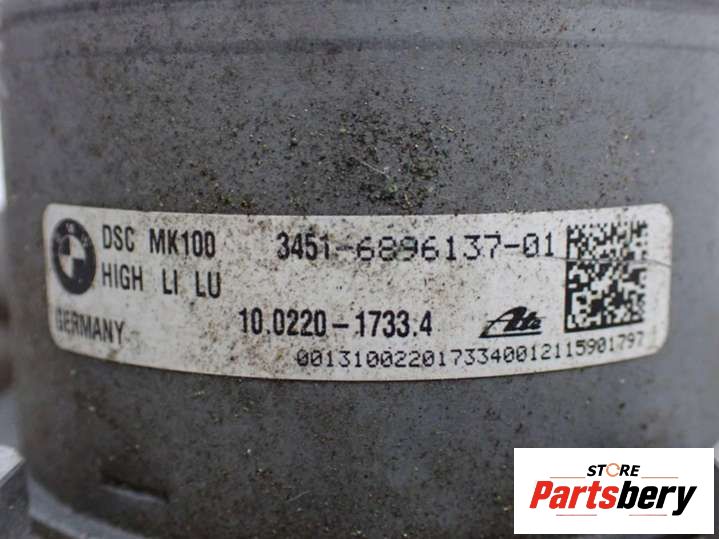 DSC MK100 3451-6896137-01
HIGH LI LU
GERMANY 10.0220-1733.4 Ate
0013100220173340012115901797
STORE
Partsbery